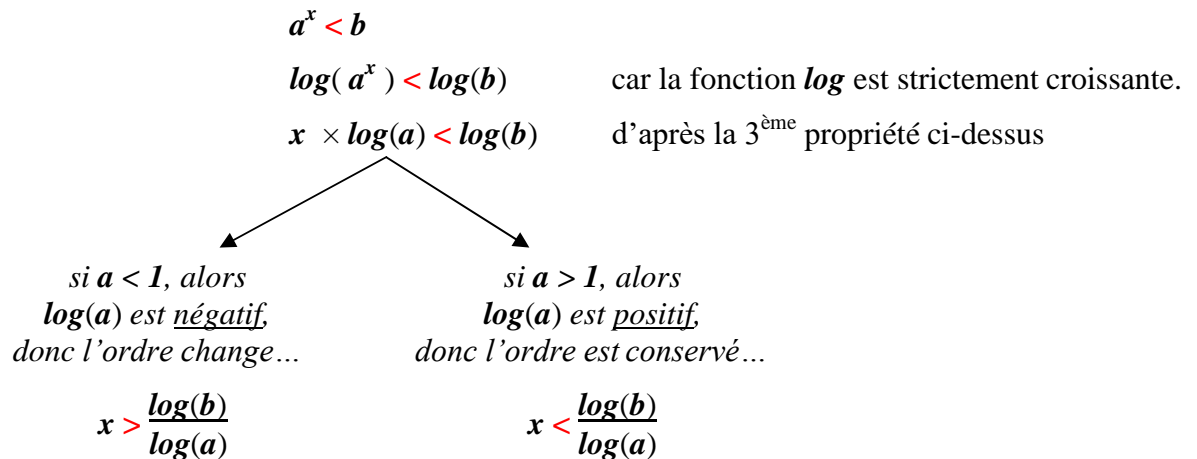 a^x < b
log( a^x ) < log(b) car la fonction log est strictement croissante.
x × log(a) < log(b) d'après la 3ème propriété ci-dessus
si a < 1, alors
log(a) est négatif,
donc l'ordre change…
x > log(b)/log(a)
si a > 1, alors
log(a) est positif,
donc l'ordre est conservé…
x < log(b)/log(a)